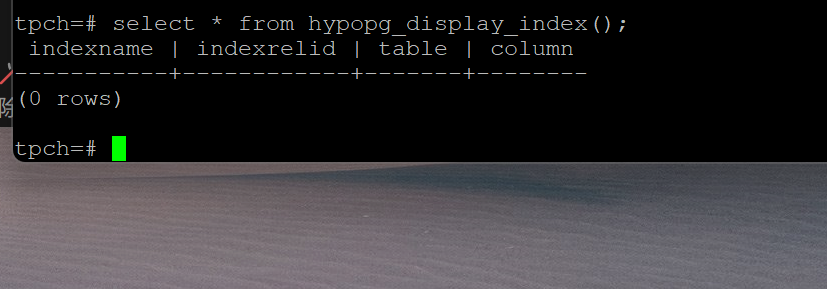 tpch=# select * from hypopg_display_index();
indexname | indexrelid | table | column
-----------+------------+-------+--------
(0 rows)
tpch=#